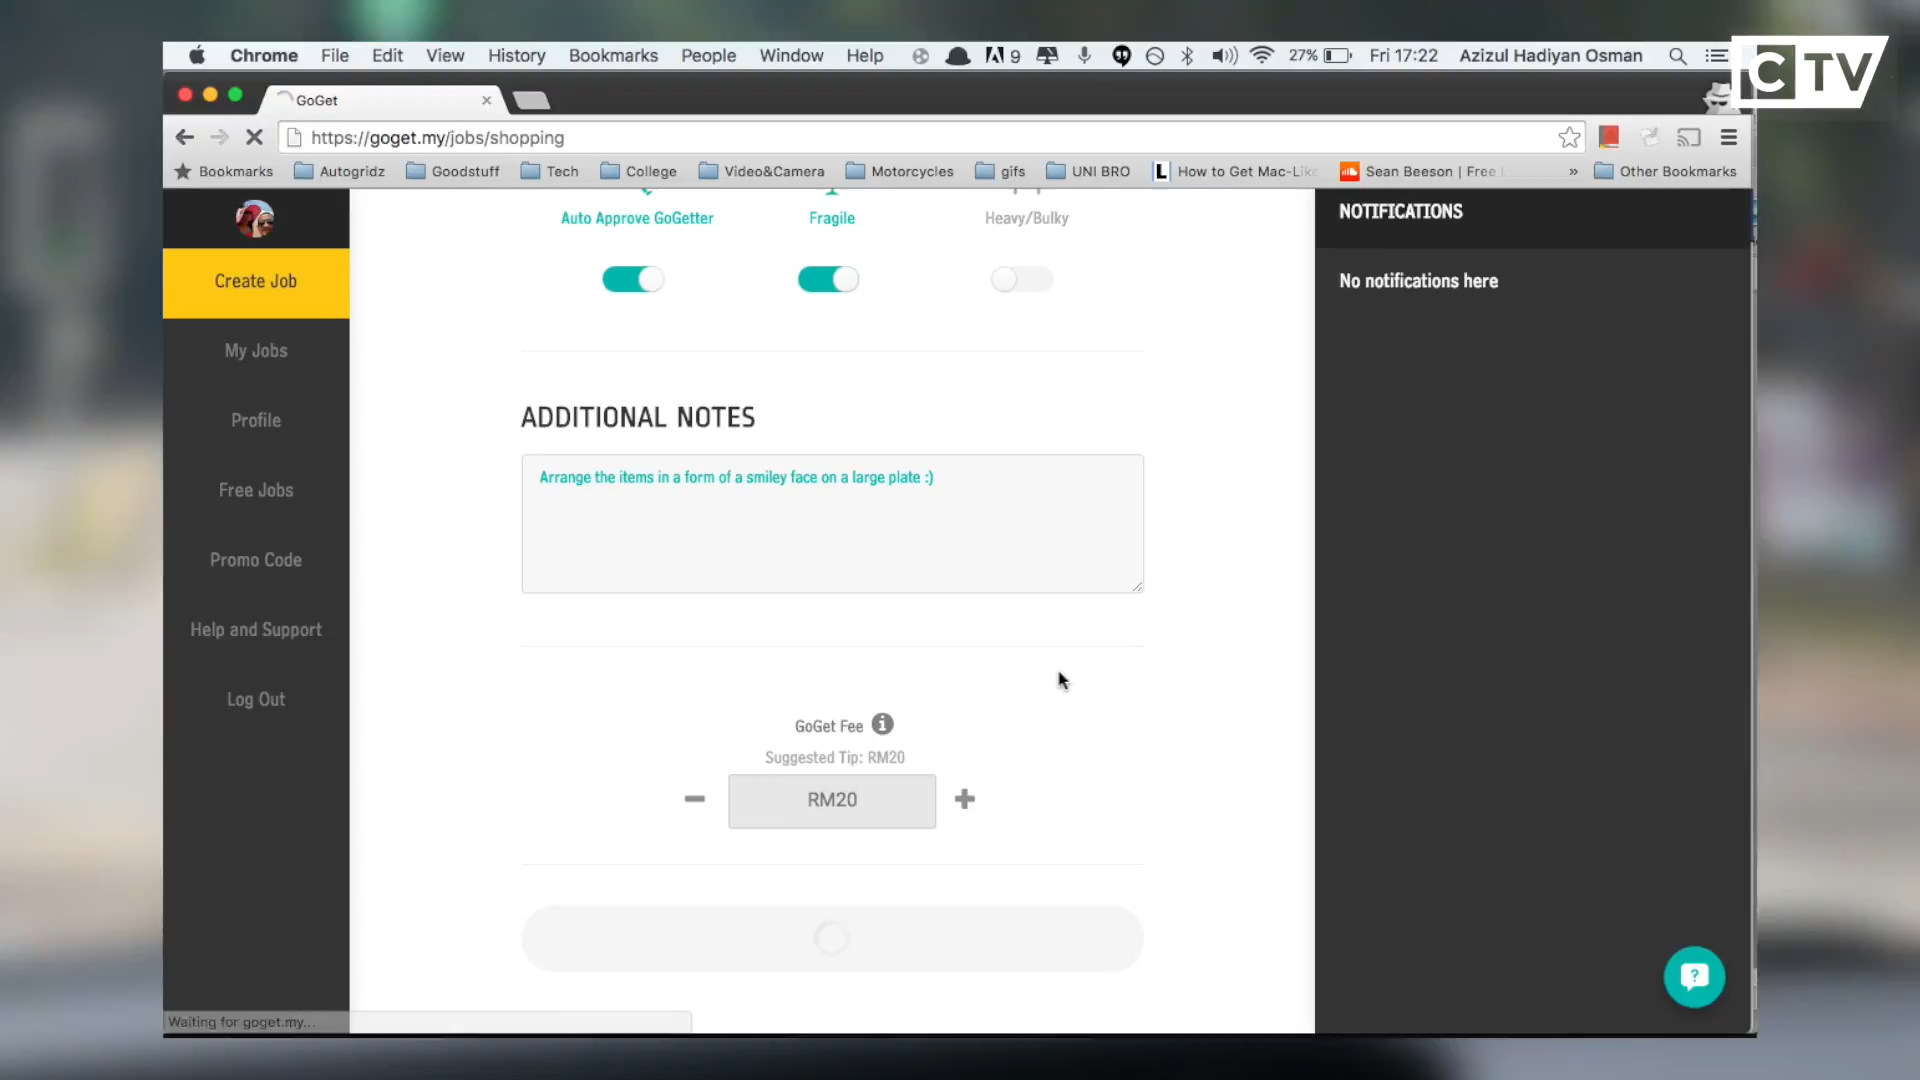 Chrome File Edit View History Bookmarks People Window Help 9 27% Fri 17:22 Azizul Hadiyan Osman
C TV
GoGet
https://goget.my/jobs/shopping
Bookmarks Autogridz Goodstuff Tech College Video&Camera Motorcycles gifs UNI BRO L How to Get Mac-Like Sean Beeson | Free » Other Bookmarks
Auto Approve GoGetter Fragile Heavy/Bulky
NOTIFICATIONS
No notifications here
Create Job
My Jobs
Profile
Free Jobs
Promo Code
Help and Support
Log Out
ADDITIONAL NOTES
Arrange the items in a form of a smiley face on a large plate :)
GoGet Fee
Suggested Tip: RM20
RM20
Waiting for goget.my...